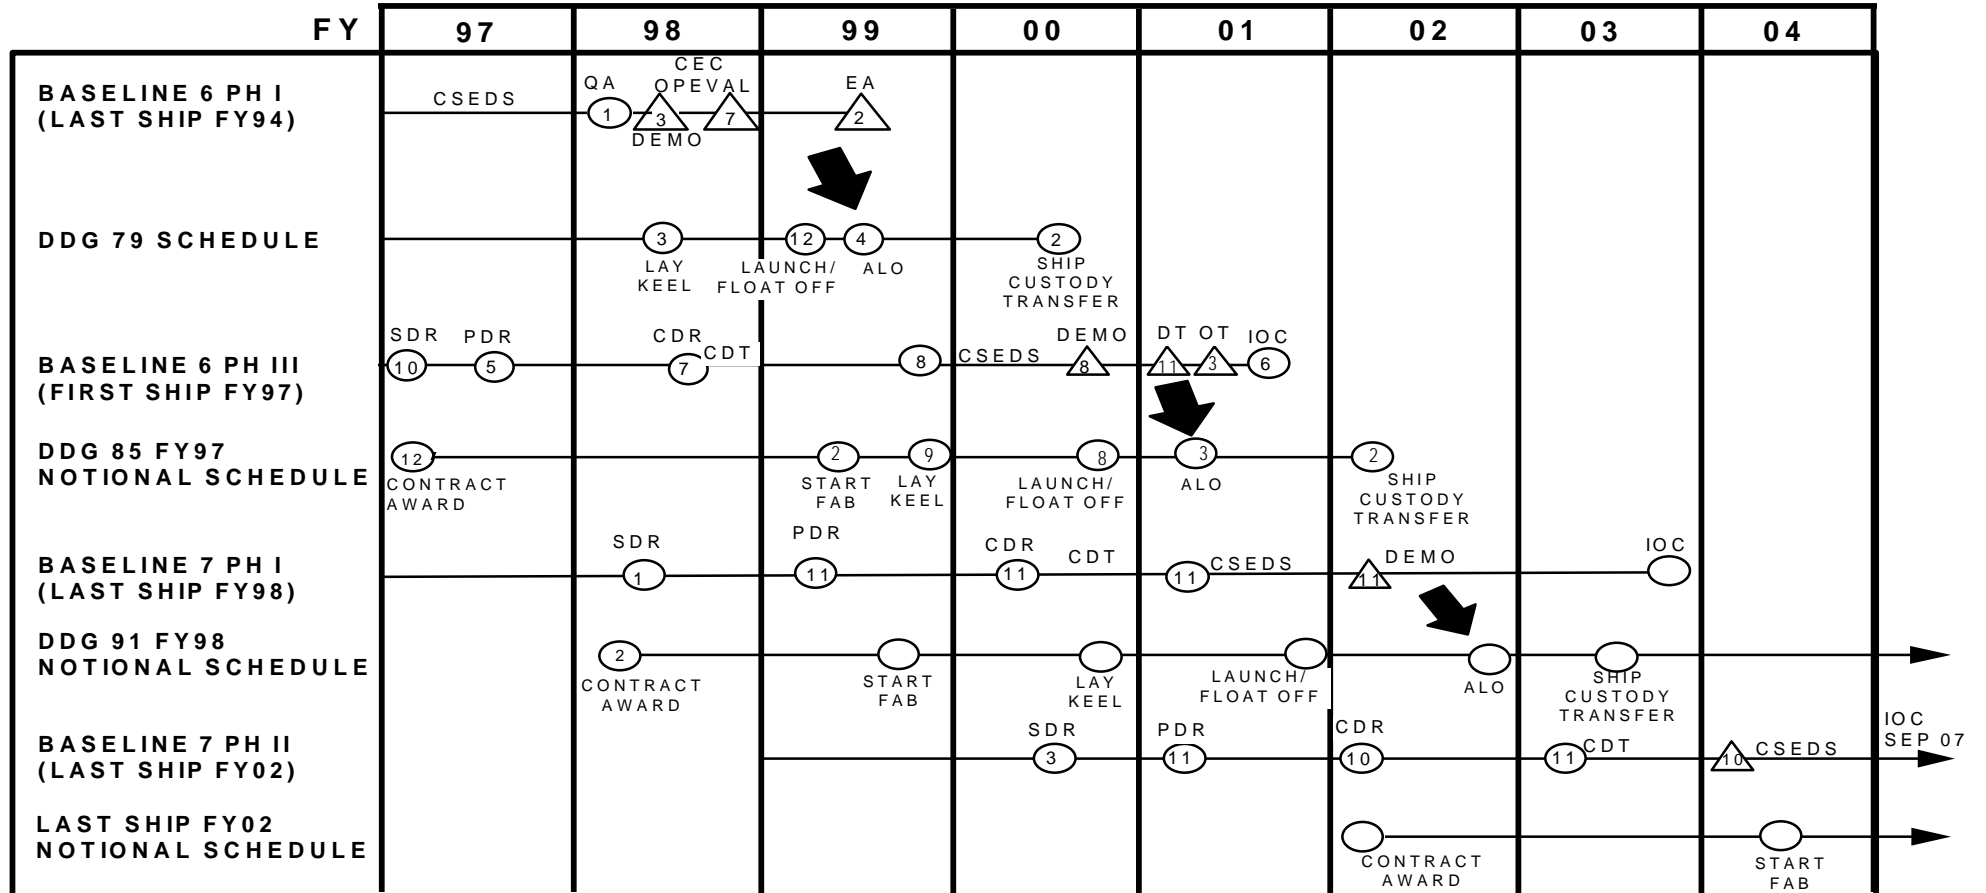 FY 97 98 99 00 01 02 03 04
BASELINE 6 PH I
(LAST SHIP FY94)
CSEDS
QA
CEC
OPEVAL
EA
1 3 7 2
DEMO
DDG 79 SCHEDULE
3 12 4 2
LAY
KEEL
LAUNCH/
FLOAT OFF
ALO
SHIP
CUSTODY
TRANSFER
BASELINE 6 PH III
(FIRST SHIP FY97)
SDR PDR CDR CDT CSEDS DEMO DT OT IOC
10 5 7 8 8 11 3 6
DDG 85 FY97
NOTIONAL SCHEDULE
12 2 9 8 3 2
CONTRACT
AWARD
START
FAB
LAY
KEEL
LAUNCH/
FLOAT OFF
ALO
SHIP
CUSTODY
TRANSFER
BASELINE 7 PH I
(LAST SHIP FY98)
SDR PDR CDR CDT CSEDS DEMO IOC
1 11 11 11 11
DDG 91 FY98
NOTIONAL SCHEDULE
2
CONTRACT
AWARD
START
FAB
LAY
KEEL
LAUNCH/
FLOAT OFF
ALO
SHIP
CUSTODY
TRANSFER
BASELINE 7 PH II
(LAST SHIP FY02)
SDR PDR CDR CDT CSEDS
3 11 10 11 10
IOC
SEP 07
LAST SHIP FY02
NOTIONAL SCHEDULE
CONTRACT
AWARD
START
FAB